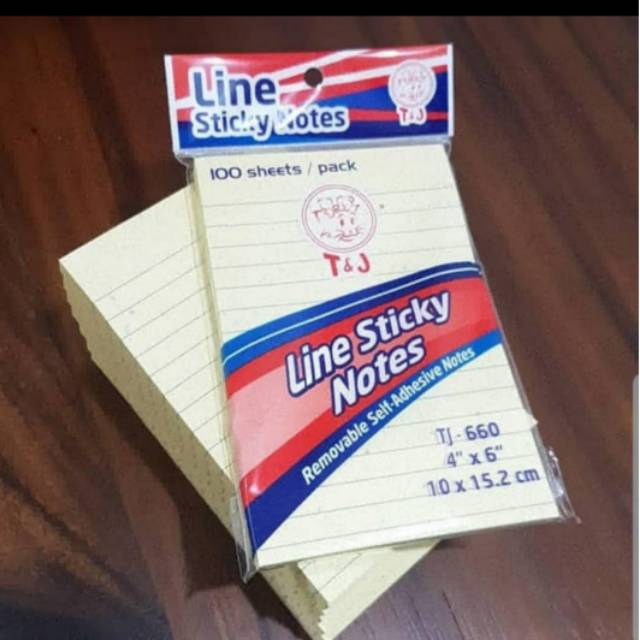 Line
Sticky Notes
T&J
100 sheets / pack
T&J
Line Sticky
Notes
Removable Self-Adhesive Notes
TJ-660
4" x 6"
10 x 15.2 cm